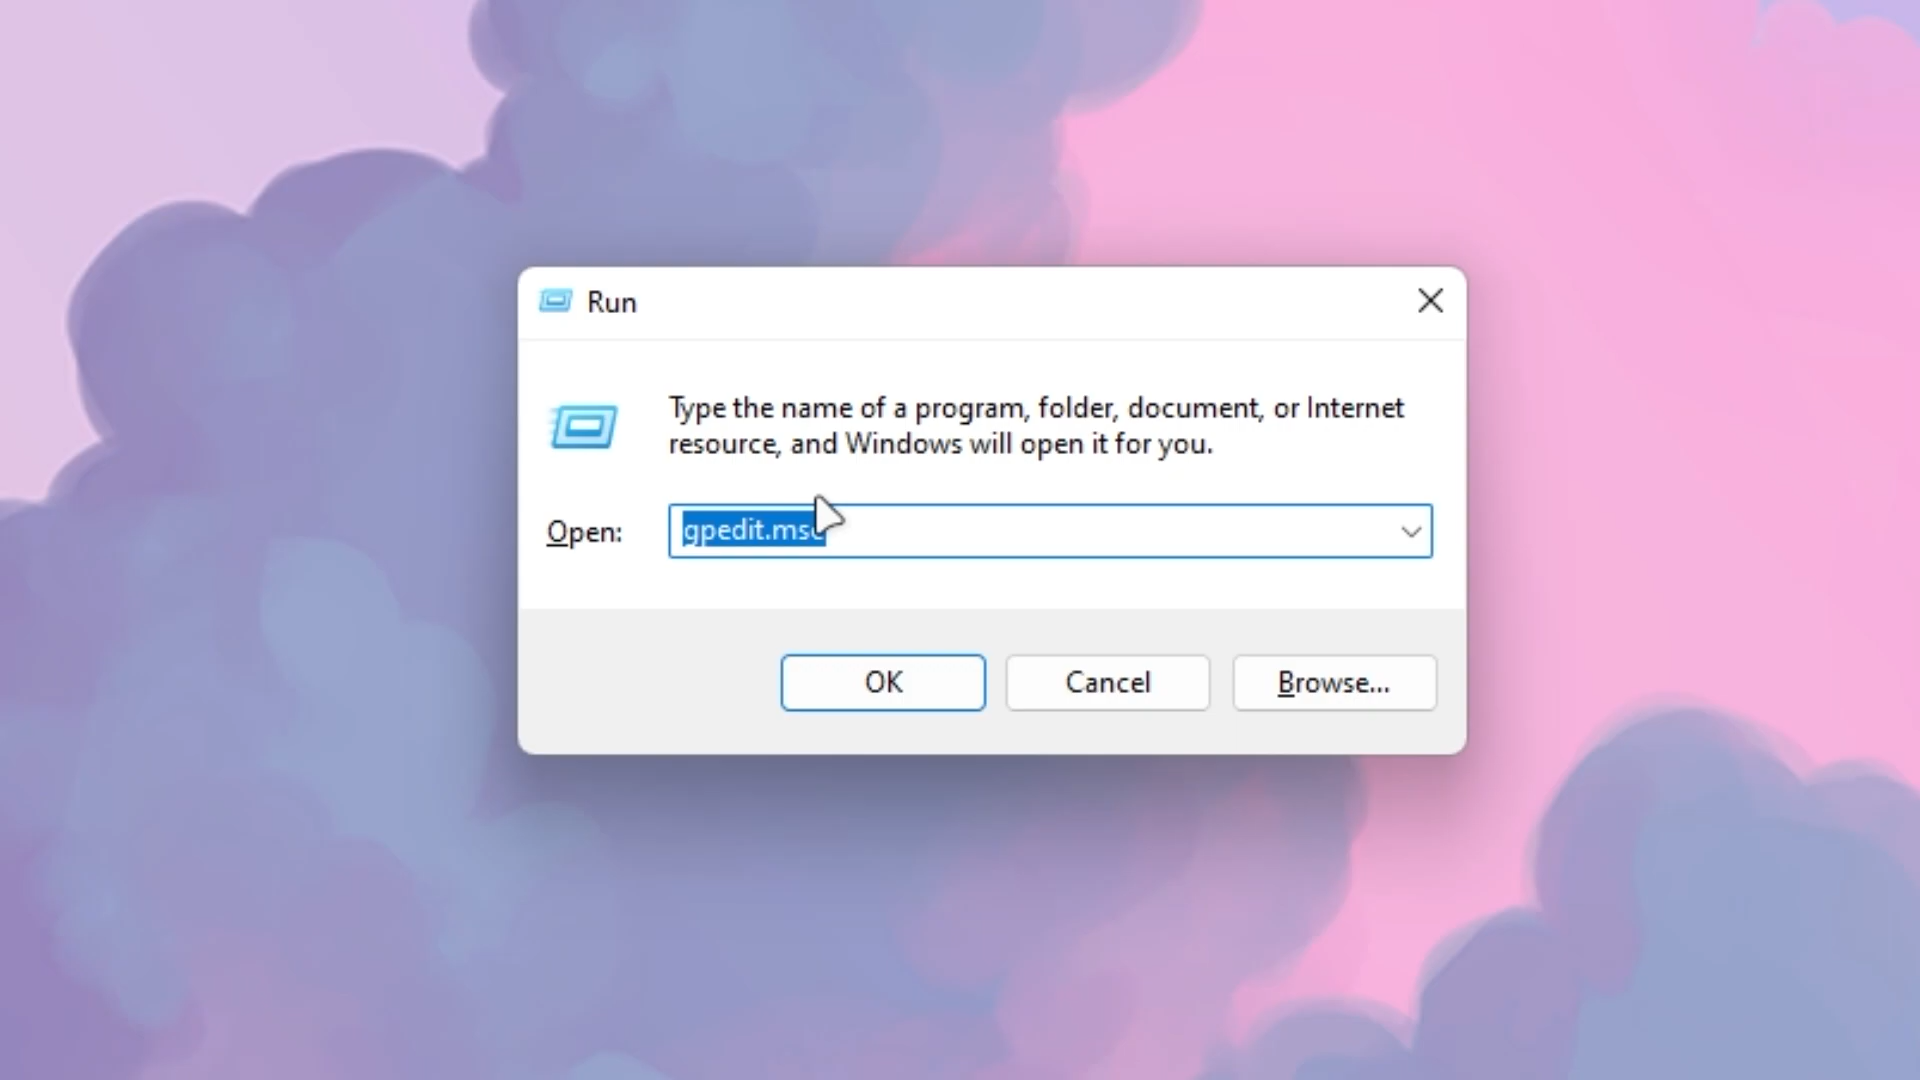 Run
Type the name of a program, folder, document, or Internet
resource, and Windows will open it for you.
Open: gpedit.msc
OK Cancel Browse...